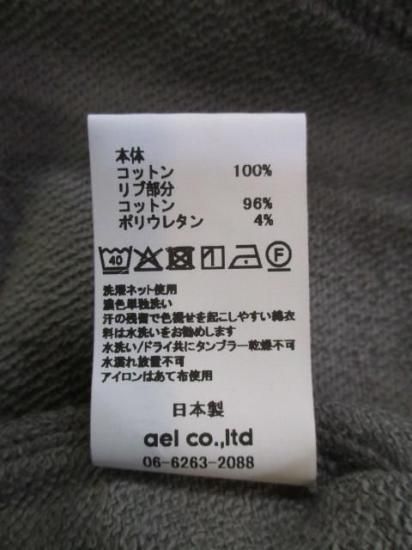 本体
コットン 100%
リブ部分
コットン 96%
ポリウレタン 4%
40 F
洗濯ネット使用
濃色単独洗い
汗の残留で色褪せを起こしやすい綿衣
料は水洗いをお勧めします
水洗い/ドライ共にタンブラー乾燥不可
水濡れ放置不可
アイロンはあて布使用
日本製
ael co.,ltd
06-6263-2088